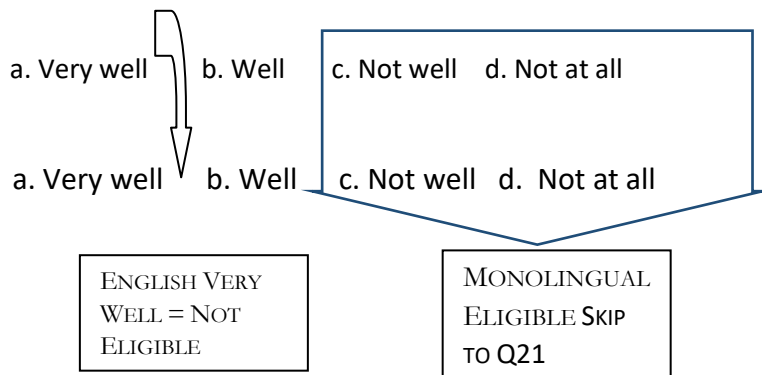 a. Very well b. Well c. Not well d. Not at all
a. Very well b. Well c. Not well d. Not at all
ENGLISH VERY
WELL = NOT
ELIGIBLE
MONOLINGUAL
ELIGIBLE SKIP
TO Q21